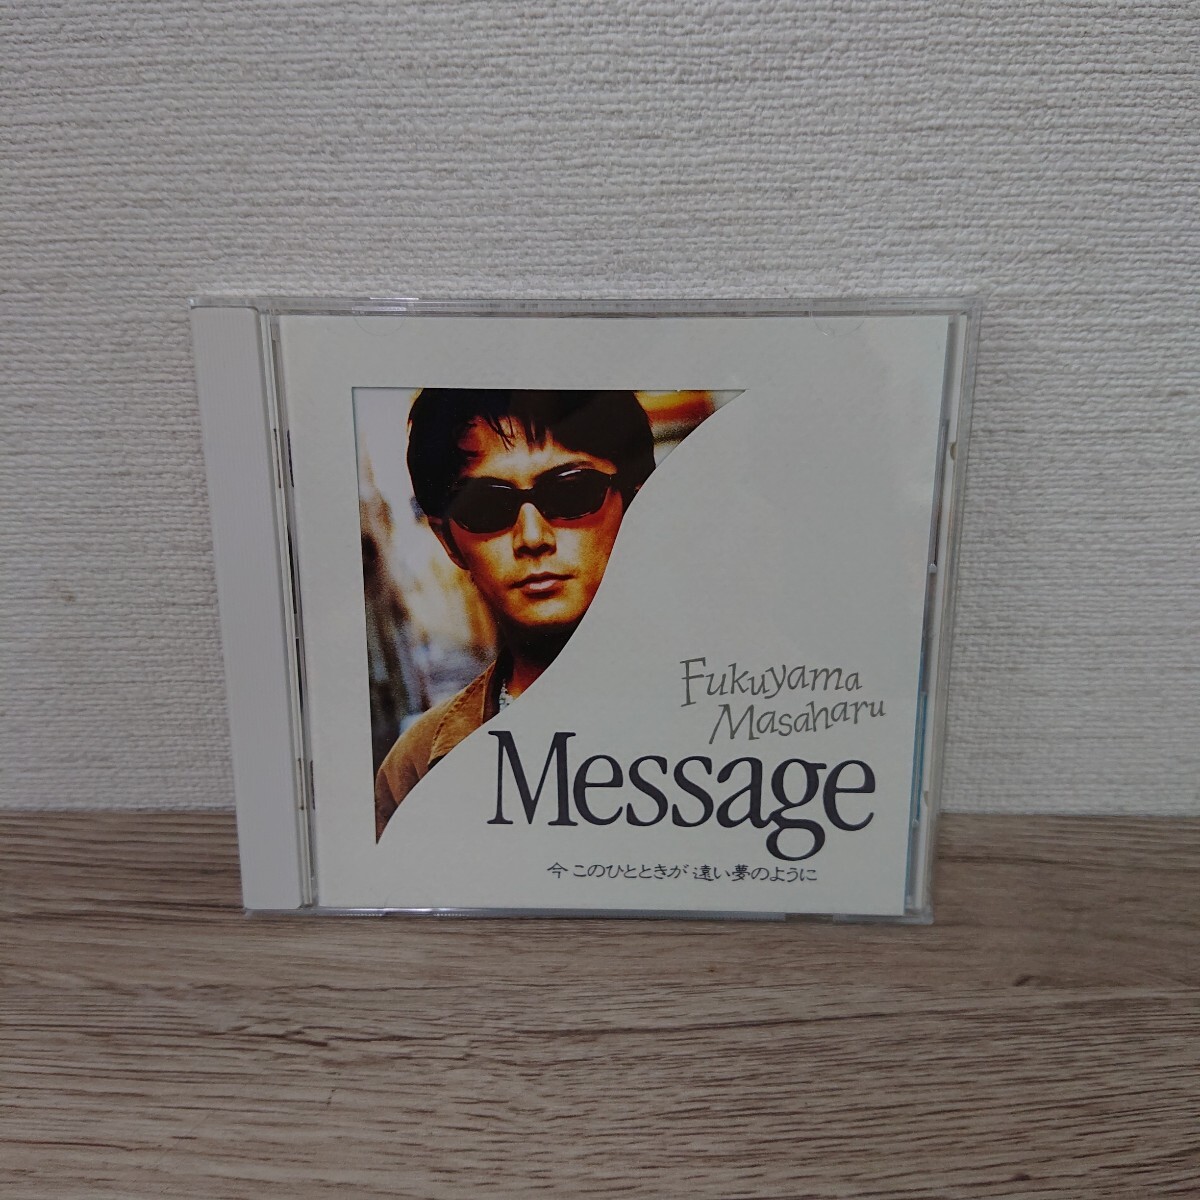 Fukuyama
Masaharu
Message
今 このひとときが 遠い夢のように